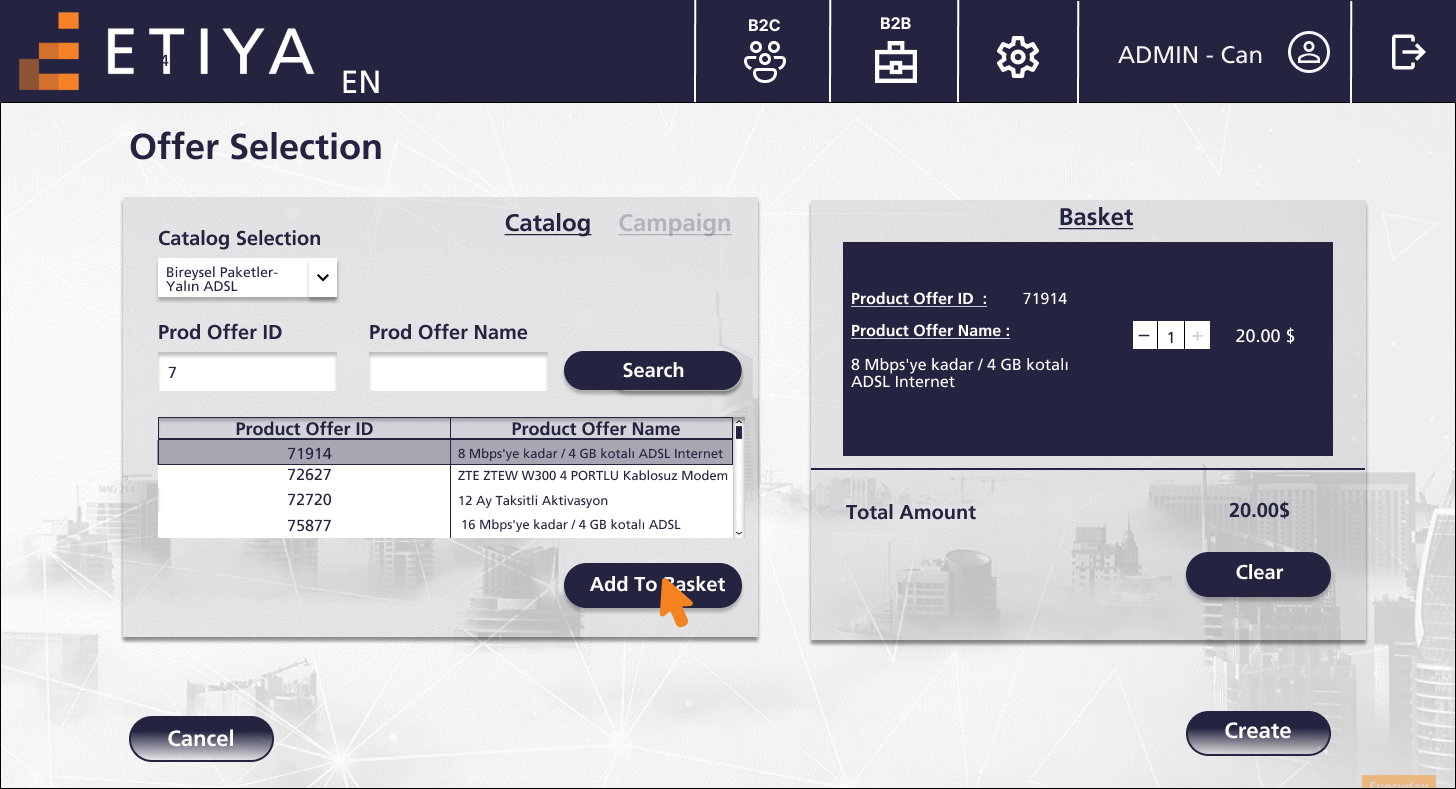 ETIYA
4
EN
B2C
B2B
ADMIN - Can
Offer Selection
Catalog
Campaign
Catalog Selection
Bireysel Paketler-
Yalın ADSL
Prod Offer ID
Prod Offer Name
7
Search
Product Offer ID
Product Offer Name
71914
8 Mbps'ye kadar / 4 GB kotalı ADSL Internet
72627
ZTE ZTEW W300 4 PORTLU Kablosuz Modem
72720
12 Ay Taksitli Aktivasyon
75877
16 Mbps'ye kadar / 4 GB kotalı ADSL
Add To Basket
Basket
Product Offer ID :
71914
Product Offer Name :
− 1 +
20.00 $
8 Mbps'ye kadar / 4 GB kotalı
ADSL Internet
Total Amount
20.00$
Clear
Cancel
Create
Everyday